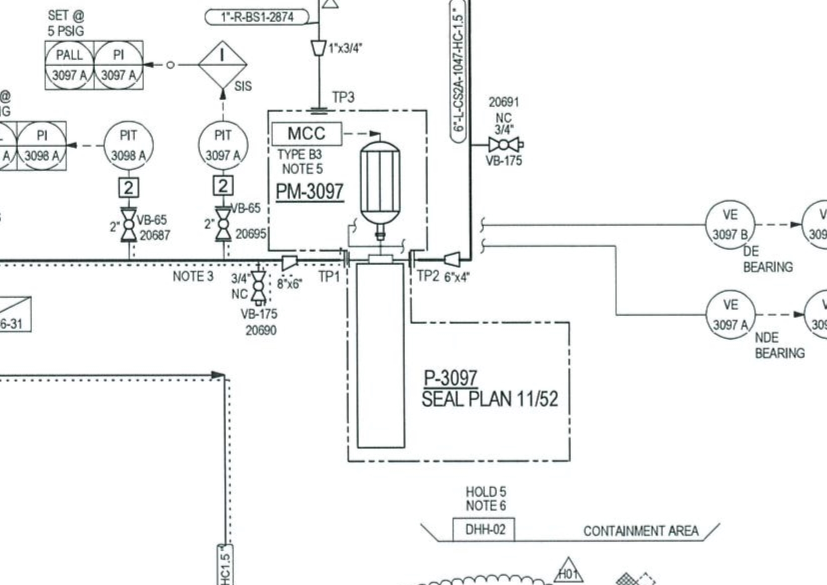 SET @
5 PSIG
PALL
3097 A
PI
3097 A
I
SIS
1"-R-BS1-2874
1"x3/4"
TP3
6"-L-CS2A-1047-HC-1.5"
20691
NC
3/4"
VB-175
PI
3098 A
PIT
3098 A
PIT
3097 A
2
2
2"
VB-65
20687
2"
VB-65
20695
MCC
TYPE B3
NOTE 5
PM-3097
VE
3097 B
DE
BEARING
NOTE 3
3/4"
NC
VB-175
20690
8"x6"
TP1
TP2
6"x4"
6-31
VE
3097 A
NDE
BEARING
P-3097
SEAL PLAN 11/52
HOLD 5
NOTE 6
DHH-02
CONTAINMENT AREA
H01
HC1.5"